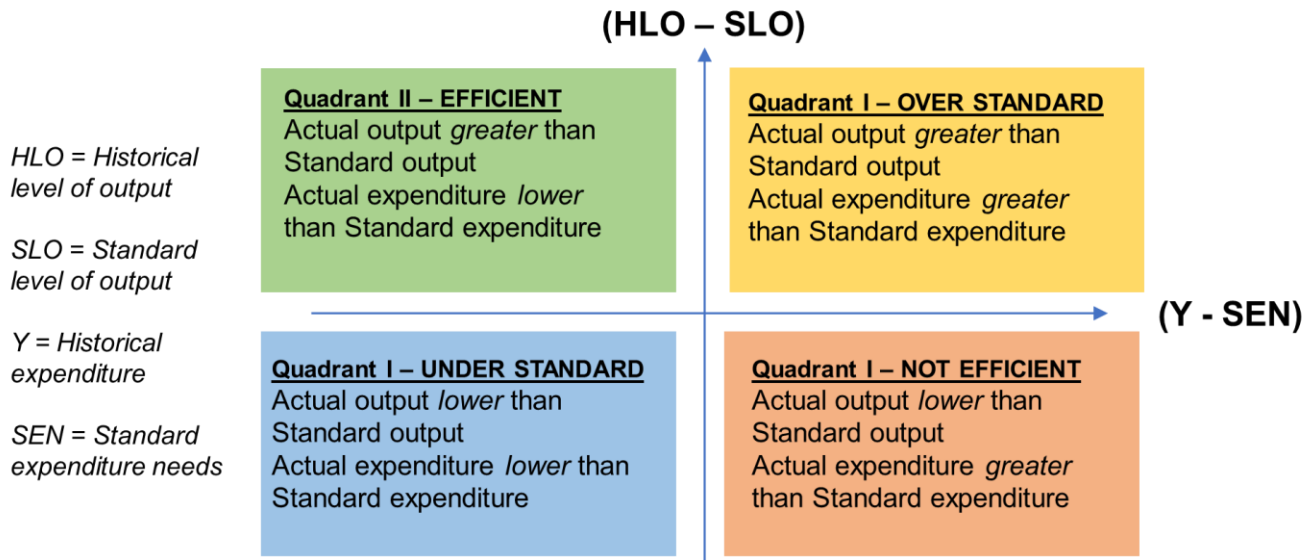 (HLO – SLO)
Quadrant II – EFFICIENT
Actual output greater than
Standard output
Actual expenditure lower
than Standard expenditure
Quadrant I – OVER STANDARD
Actual output greater than
Standard output
Actual expenditure greater
than Standard expenditure
HLO = Historical
level of output
SLO = Standard
level of output
Y = Historical
expenditure
SEN = Standard
expenditure needs
(Y - SEN)
Quadrant I – UNDER STANDARD
Actual output lower than
Standard output
Actual expenditure lower than
Standard expenditure
Quadrant I – NOT EFFICIENT
Actual output lower than
Standard output
Actual expenditure greater
than Standard expenditure